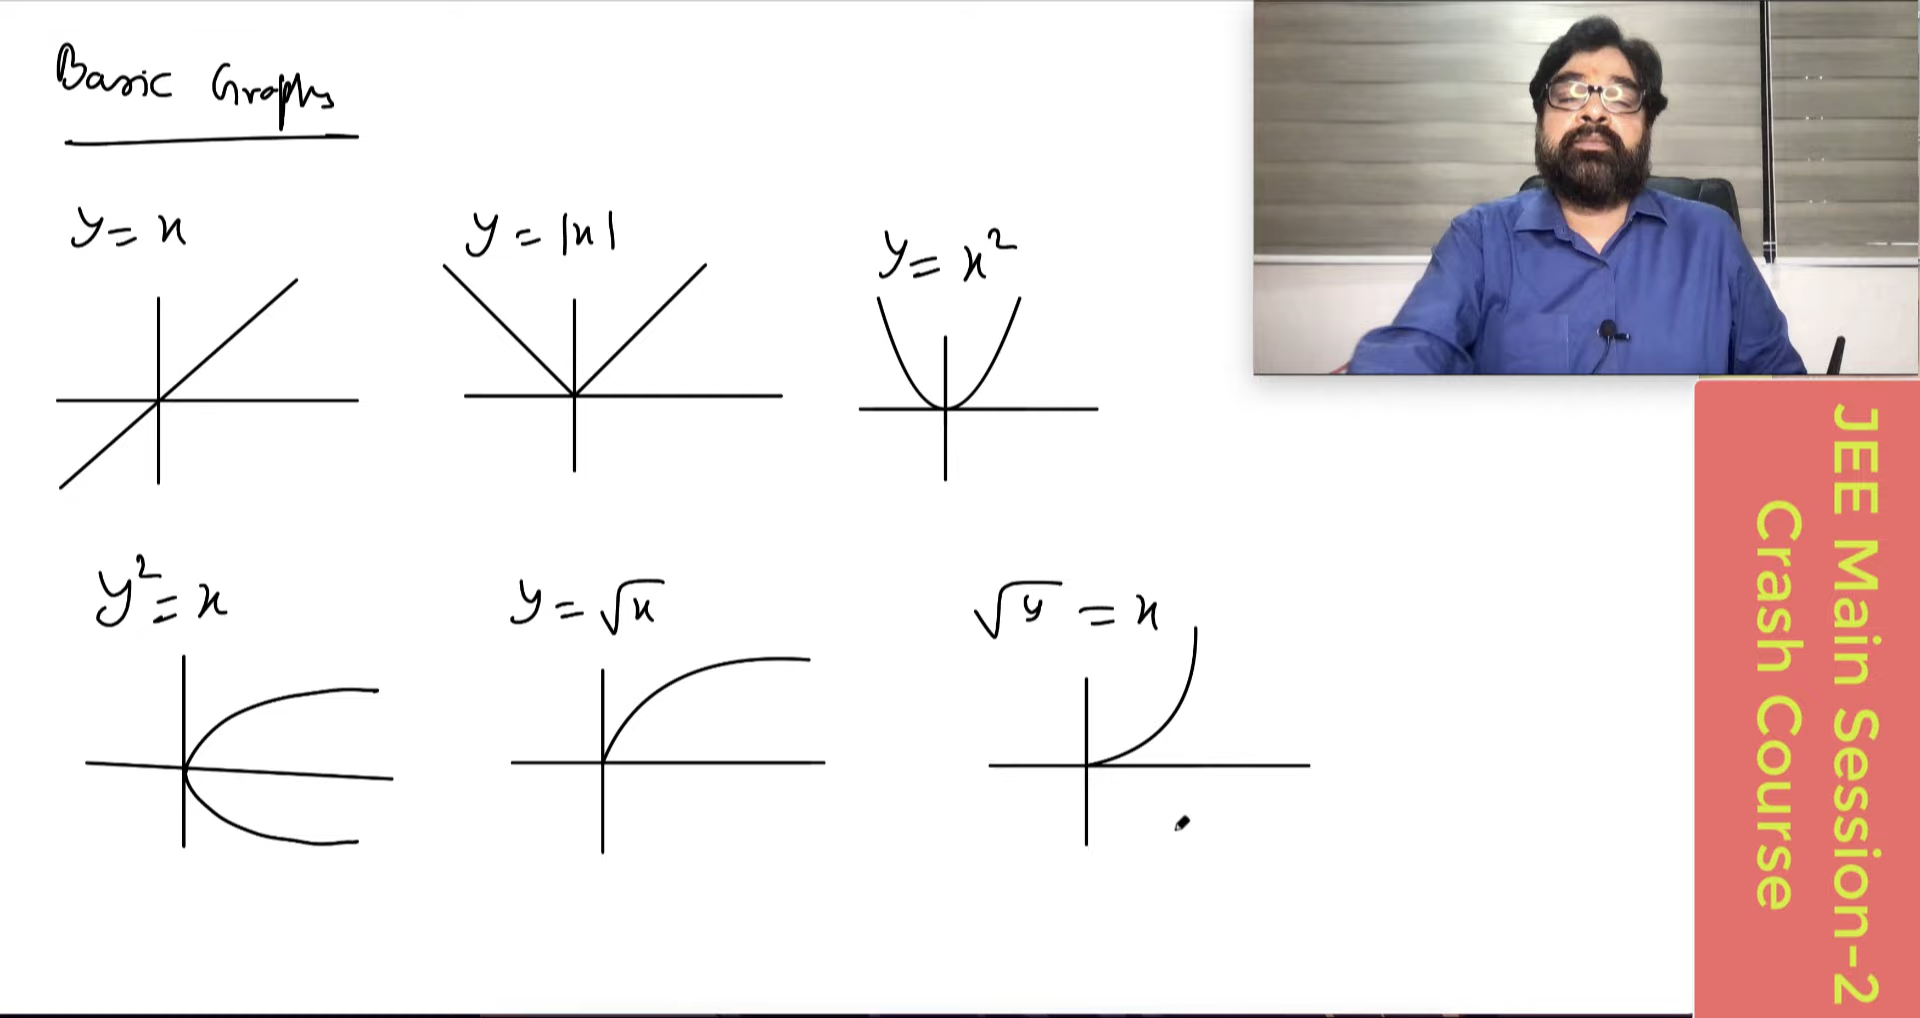 Basic Graphs
y = x
y = |x|
y = x²
y² = x
y = √x
√y = x
JEE Main Session-2
Crash Course